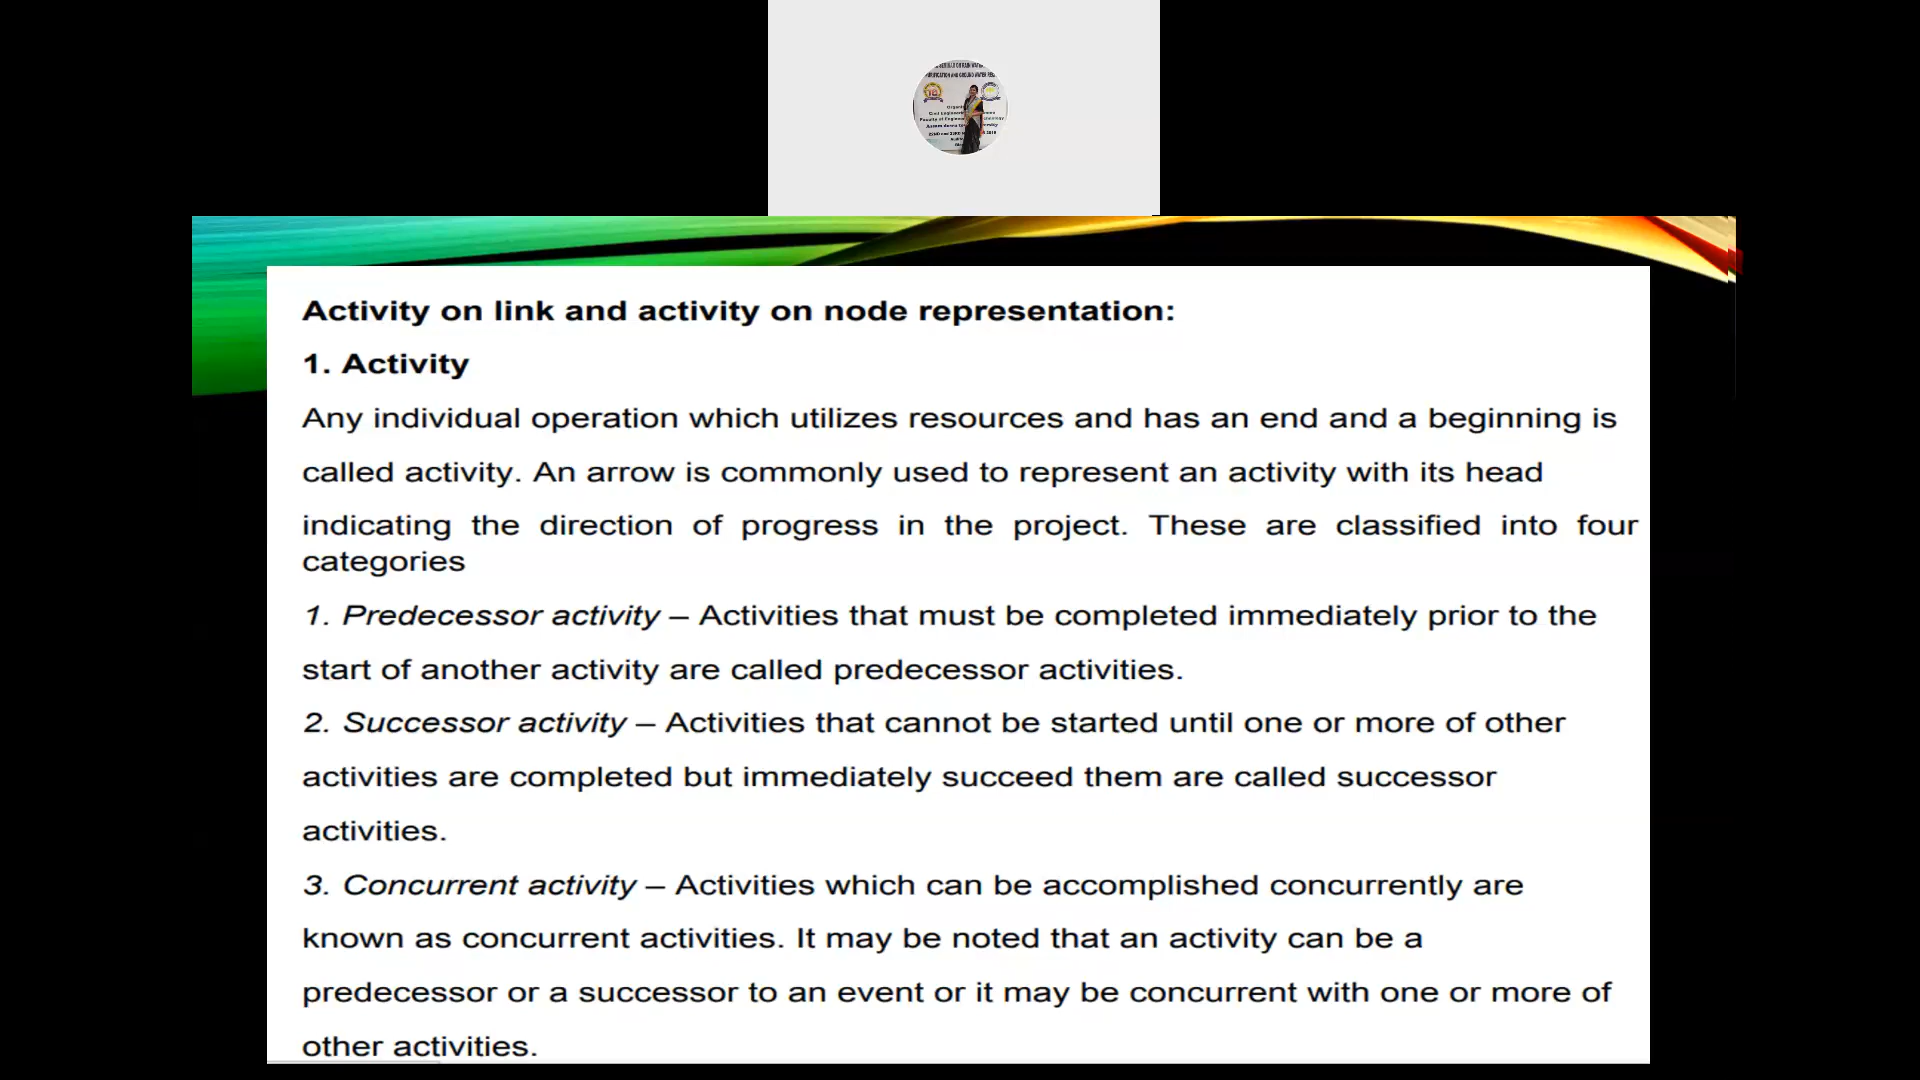 Activity on link and activity on node representation:
1. Activity
Any individual operation which utilizes resources and has an end and a beginning is
called activity. An arrow is commonly used to represent an activity with its head
indicating the direction of progress in the project. These are classified into four
categories
1. Predecessor activity – Activities that must be completed immediately prior to the
start of another activity are called predecessor activities.
2. Successor activity – Activities that cannot be started until one or more of other
activities are completed but immediately succeed them are called successor
activities.
3. Concurrent activity – Activities which can be accomplished concurrently are
known as concurrent activities. It may be noted that an activity can be a
predecessor or a successor to an event or it may be concurrent with one or more of
other activities.